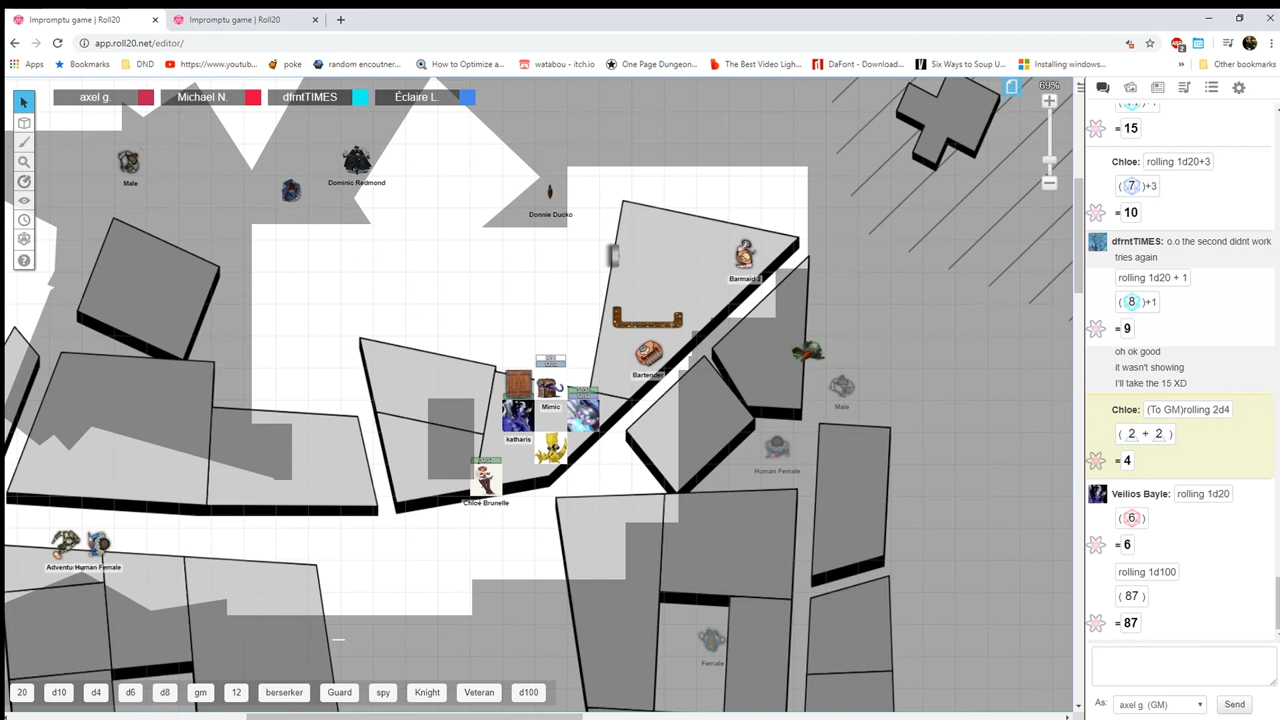 Impromptu game | Roll20
Impromptu game | Roll20
app.roll20.net/editor/
Apps
Bookmarks
DND
https://www.youtub...
poke
random encoutner...
How to Optimize a...
watabou - itch.io
One Page Dungeon...
The Best Video Ligh...
DaFont - Download...
Six Ways to Soup U...
Installing windows...
Other bookmarks
axel g.
Michael N.
dfrntTIMES
Éclaire L.
69%
Male
Dominic Redmond
Donnie Ducko
Barmaid 2
Bartender
Mimic
katharis
Chloé Brunelle
Male
Human Female
Human Female
Female
20
d10
d4
d6
d8
gm
12
berserker
Guard
spy
Knight
Veteran
d100
= 15
Chloe: rolling 1d20+3
(7)+3
= 10
dfrntTIMES: o.o the second didnt work
tries again
rolling 1d20 + 1
(8)+1
= 9
oh ok good
it wasn't showing
I'll take the 15 XD
Chloe: (To GM)rolling 2d4
(2 + 2)
= 4
Veilios Bayle: rolling 1d20
(6)
= 6
rolling 1d100
(87)
= 87
As:
axel g. (GM)
Send